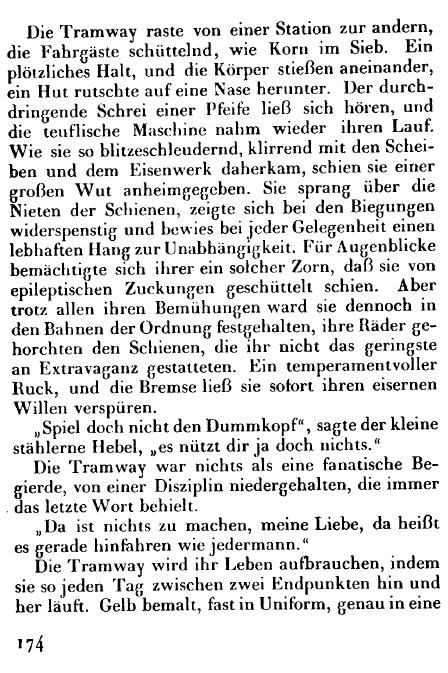 Die Tramway raste von einer Station zur andern,
die Fahrgäste schüttelnd, wie Korn im Sieb. Ein
plötzliches Halt, und die Körper stießen aneinander,
ein Hut rutschte auf eine Nase herunter. Der durch-
dringende Schrei einer Pfeife ließ sich hören, und
die teuflische Maschine nahm wieder ihren Lauf.
Wie sie so blitzeschleudernd, klirrend mit den Schei-
ben und dem Eisenwerk daherkam, schien sie einer
großen Wut anheimgegeben. Sie sprang über die
Nieten der Schienen, zeigte sich bei den Biegungen
widerspenstig und bewies bei jeder Gelegenheit einen
lebhaften Hang zur Unabhängigkeit. Für Augenblicke
bemächtigte sich ihrer ein solcher Zorn, daß sie von
epileptischen Zuckungen geschüttelt schien. Aber
trotz allen ihren Bemühungen ward sie dennoch in
den Bahnen der Ordnung festgehalten, ihre Räder ge-
horchten den Schienen, die ihr nicht das geringste
an Extravaganz gestatteten. Ein temperamentvoller
Ruck, und die Bremse ließ sie sofort ihren eisernen
Willen verspüren.
„Spiel doch nicht den Dummkopf“, sagte der kleine
stählerne Hebel, „es nützt dir ja doch nichts.“
Die Tramway war nichts als eine fanatische Be-
gierde, von einer Disziplin niedergehalten, die immer
das letzte Wort behielt.
„Da ist nichts zu machen, meine Liebe, da heißt
es gerade hinfahren wie jedermann.“
Die Tramway wird ihr Leben aufbrauchen, indem
sie so jeden Tag zwischen zwei Endpunkten hin und
her läuft. Gelb bemalt, fast in Uniform, genau in eine
174